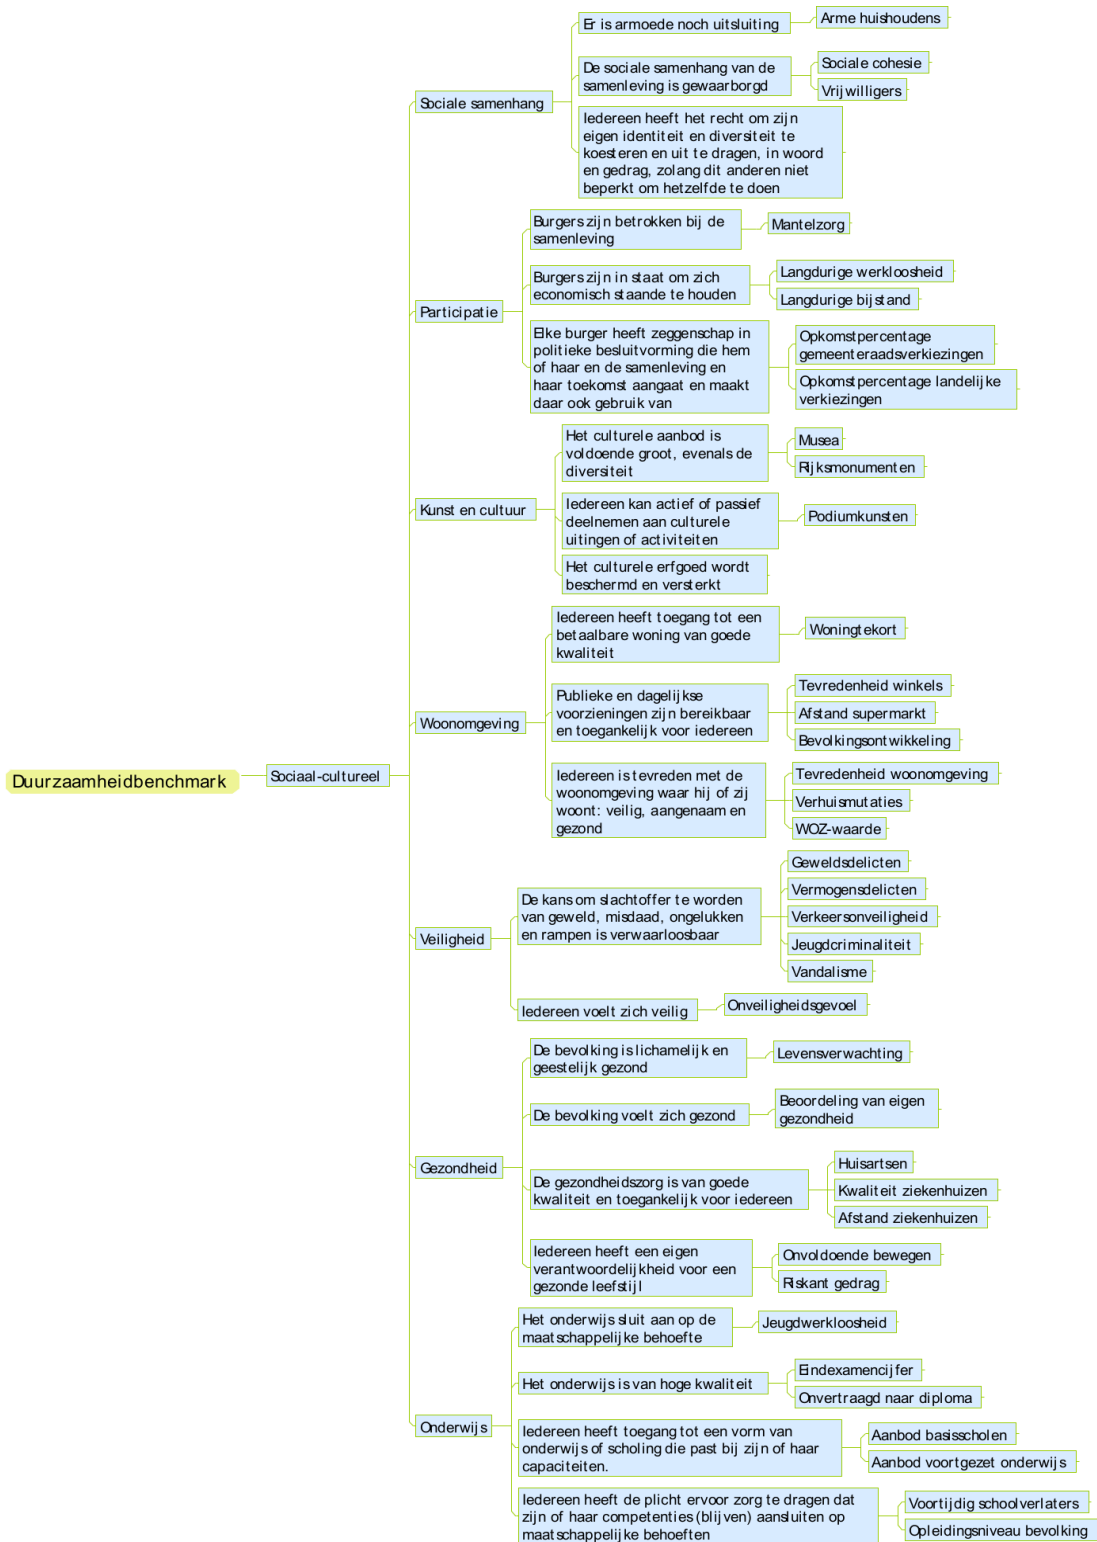 Duurzaamheidbenchmark
Sociaal-cultureel
Sociale samenhang
Er is armoede noch uitsluiting
Arme huishoudens
De sociale samenhang van de
samenleving is gewaarborgd
Sociale cohesie
Vrijwilligers
Iedereen heeft het recht om zijn
eigen identiteit en diversiteit te
koesteren en uit te dragen, in woord
en gedrag, zolang dit anderen niet
beperkt om hetzelfde te doen
Participatie
Burgers zijn betrokken bij de
samenleving
Mantelzorg
Burgers zijn in staat om zich
economisch staande te houden
Langdurige werkloosheid
Langdurige bijstand
Elke burger heeft zeggenschap in
politieke besluitvorming die hem
of haar en de samenleving en
haar toekomst aangaat en maakt
daar ook gebruik van
Opkomstpercentage
gemeenteraadsverkiezingen
Opkomstpercentage landelijke
verkiezingen
Kunst en cultuur
Het culturele aanbod is
voldoende groot, evenals de
diversiteit
Musea
Rijksmonumenten
Iedereen kan actief of passief
deelnemen aan culturele
uitingen of activiteiten
Podiumkunsten
Het culturele erfgoed wordt
beschermd en versterkt
Woonomgeving
Iedereen heeft toegang tot een
betaalbare woning van goede
kwaliteit
Woningtekort
Publieke en dagelijkse
voorzieningen zijn bereikbaar
en toegankelijk voor iedereen
Tevredenheid winkels
Afstand supermarkt
Bevolkingsontwikkeling
Iedereen is tevreden met de
woonomgeving waar hij of zij
woont: veilig, aangenaam en
gezond
Tevredenheid woonomgeving
Verhuismutaties
WOZ-waarde
Veiligheid
De kans om slachtoffer te worden
van geweld, misdaad, ongelukken
en rampen is verwaarloosbaar
Geweldsdelicten
Vermogensdelicten
Verkeersonveiligheid
Jeugdcriminaliteit
Vandalisme
Iedereen voelt zich veilig
Onveiligheidsgevoel
Gezondheid
De bevolking is lichamelijk en
geestelijk gezond
Levensverwachting
De bevolking voelt zich gezond
Beoordeling van eigen
gezondheid
De gezondheidszorg is van goede
kwaliteit en toegankelijk voor iedereen
Huisartsen
Kwaliteit ziekenhuizen
Afstand ziekenhuizen
Iedereen heeft een eigen
verantwoordelijkheid voor een
gezonde leefstijl
Onvoldoende bewegen
Riskant gedrag
Onderwijs
Het onderwijs sluit aan op de
maatschappelijke behoefte
Jeugdwerkloosheid
Het onderwijs is van hoge kwaliteit
Eindexamencijfer
Onvertraagd naar diploma
Iedereen heeft toegang tot een vorm van
onderwijs of scholing die past bij zijn of haar
capaciteiten.
Aanbod basisscholen
Aanbod voortgezet onderwijs
Iedereen heeft de plicht ervoor zorg te dragen dat
zijn of haar competenties (blijven) aansluiten op
maatschappelijke behoeften
Voortijdig schoolverlaters
Opleidingsniveau bevolking